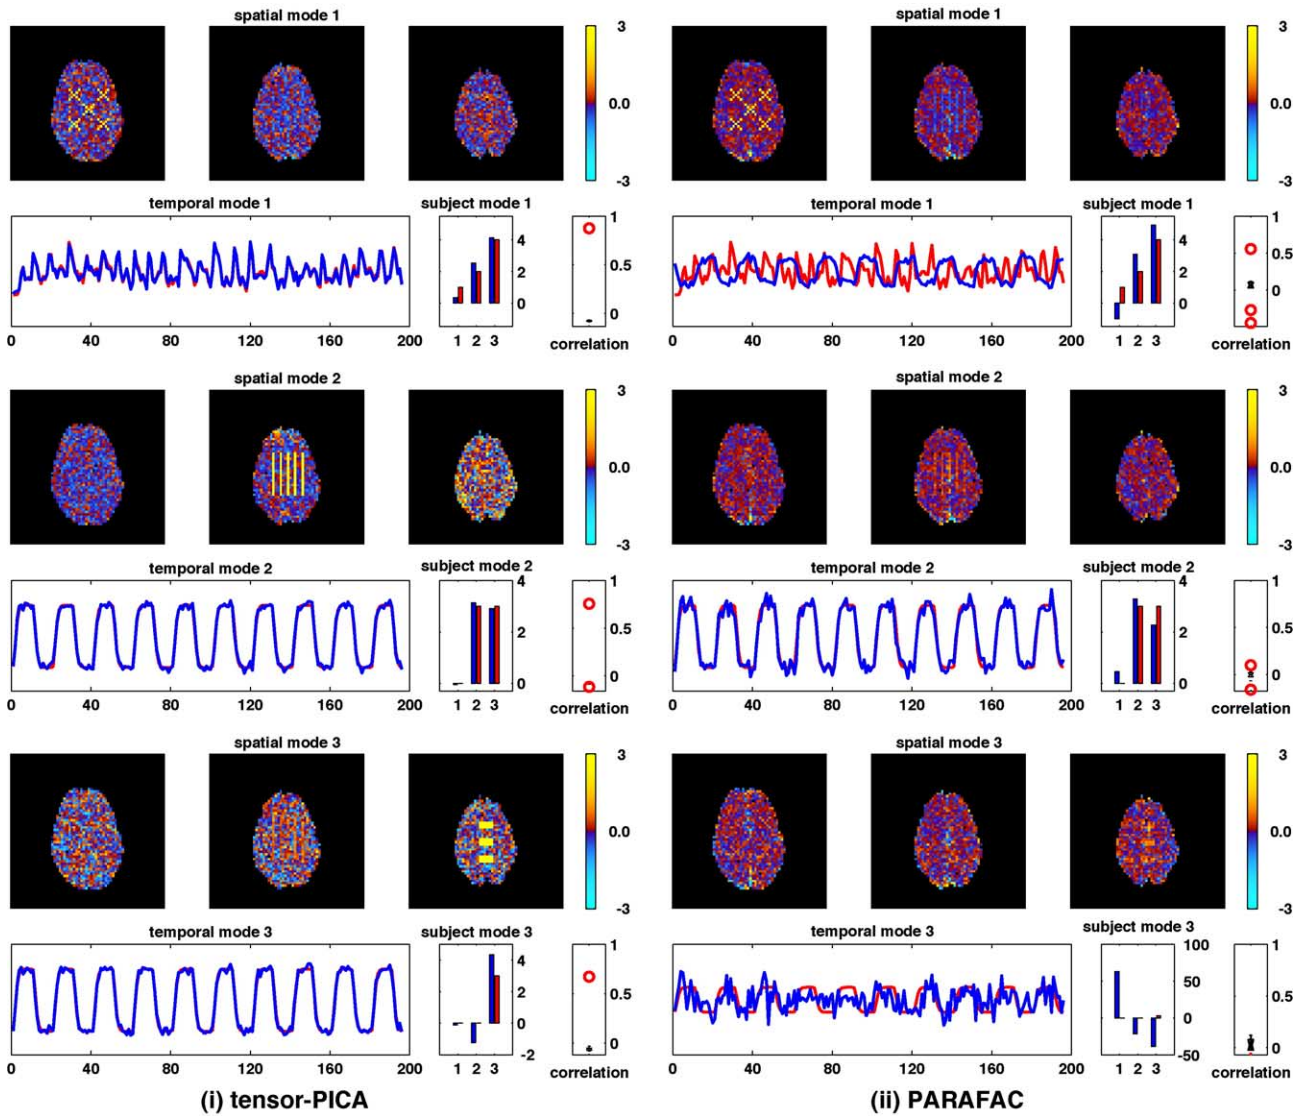 spatial mode 1
spatial mode 1
3
0.0
-3
3
0.0
-3
temporal mode 1
subject mode 1
temporal mode 1
subject mode 1
4
2
0
1
0.5
0
4
2
0
1
0.5
0
0 40 80 120 160 200
1 2 3
correlation
0 40 80 120 160 200
1 2 3
correlation
spatial mode 2
spatial mode 2
3
0.0
-3
3
0.0
-3
temporal mode 2
subject mode 2
temporal mode 2
subject mode 2
4
2
0
1
0.5
0
4
2
0
1
0.5
0
0 40 80 120 160 200
1 2 3
correlation
0 40 80 120 160 200
1 2 3
correlation
spatial mode 3
spatial mode 3
3
0.0
-3
3
0.0
-3
temporal mode 3
subject mode 3
temporal mode 3
subject mode 3
4
2
0
-2
1
0.5
0
100
50
0
-50
1
0.5
0
0 40 80 120 160 200
1 2 3
correlation
0 40 80 120 160 200
1 2 3
correlation
(i) tensor-PICA
(ii) PARAFAC